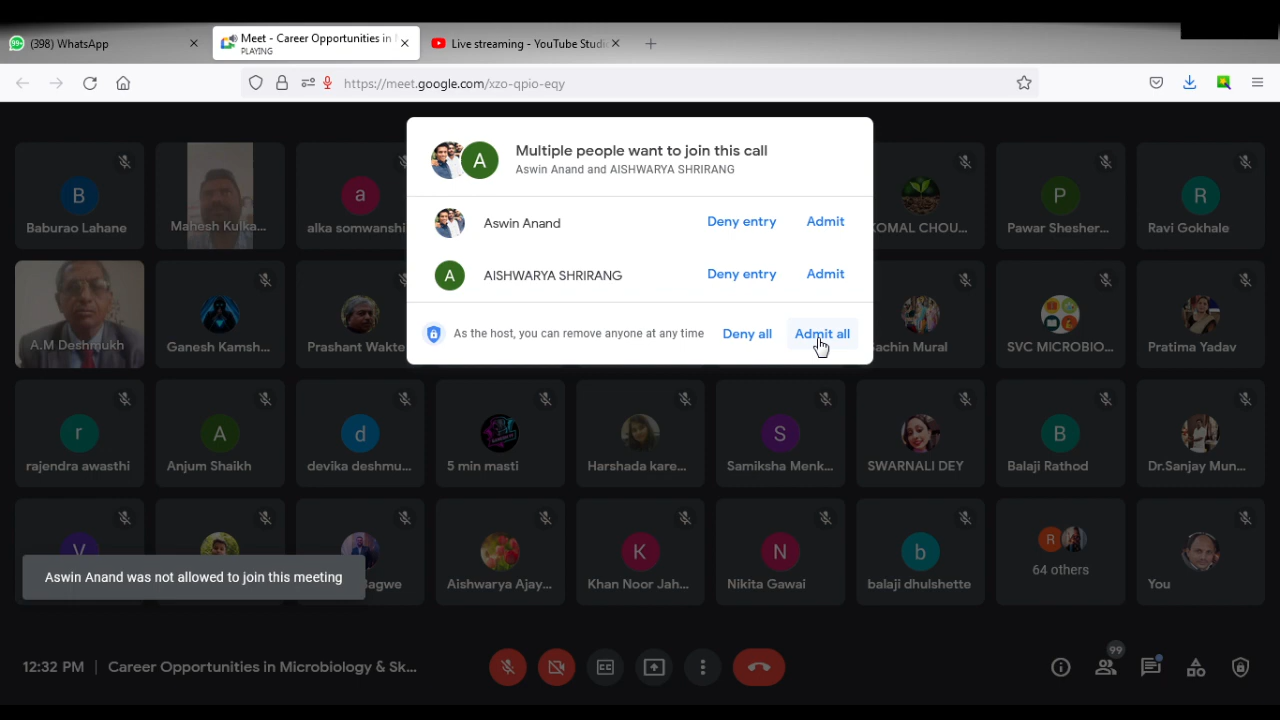 (398) WhatsApp
Meet - Career Opportunities in
PLAYING
Live streaming - YouTube Studio
https://meet.google.com/xzo-qpio-eqy
Multiple people want to join this call
Aswin Anand and AISHWARYA SHRIRANG
Aswin Anand Deny entry Admit
A AISHWARYA SHRIRANG Deny entry Admit
As the host, you can remove anyone at any time Deny all Admit all
Baburao Lahane
Mahesh Kulka...
alka somwanshi
KOMAL CHOU...
Pawar Shesher...
Ravi Gokhale
A.M Deshmukh
Ganesh Kamsh...
Prashant Wakte
Sachin Mural
SVC MICROBIO...
Pratima Yadav
rajendra awasthi
Anjum Shaikh
devika deshmu...
5 min masti
Harshada kare...
Samiksha Menk...
SWARNALI DEY
Balaji Rathod
Dr.Sanjay Mun...
Aswin Anand was not allowed to join this meeting
Aishwarya Ajay...
Khan Noor Jah...
Nikita Gawai
balaji dhulshette
64 others
You
12:32 PM | Career Opportunities in Microbiology & Sk...
99